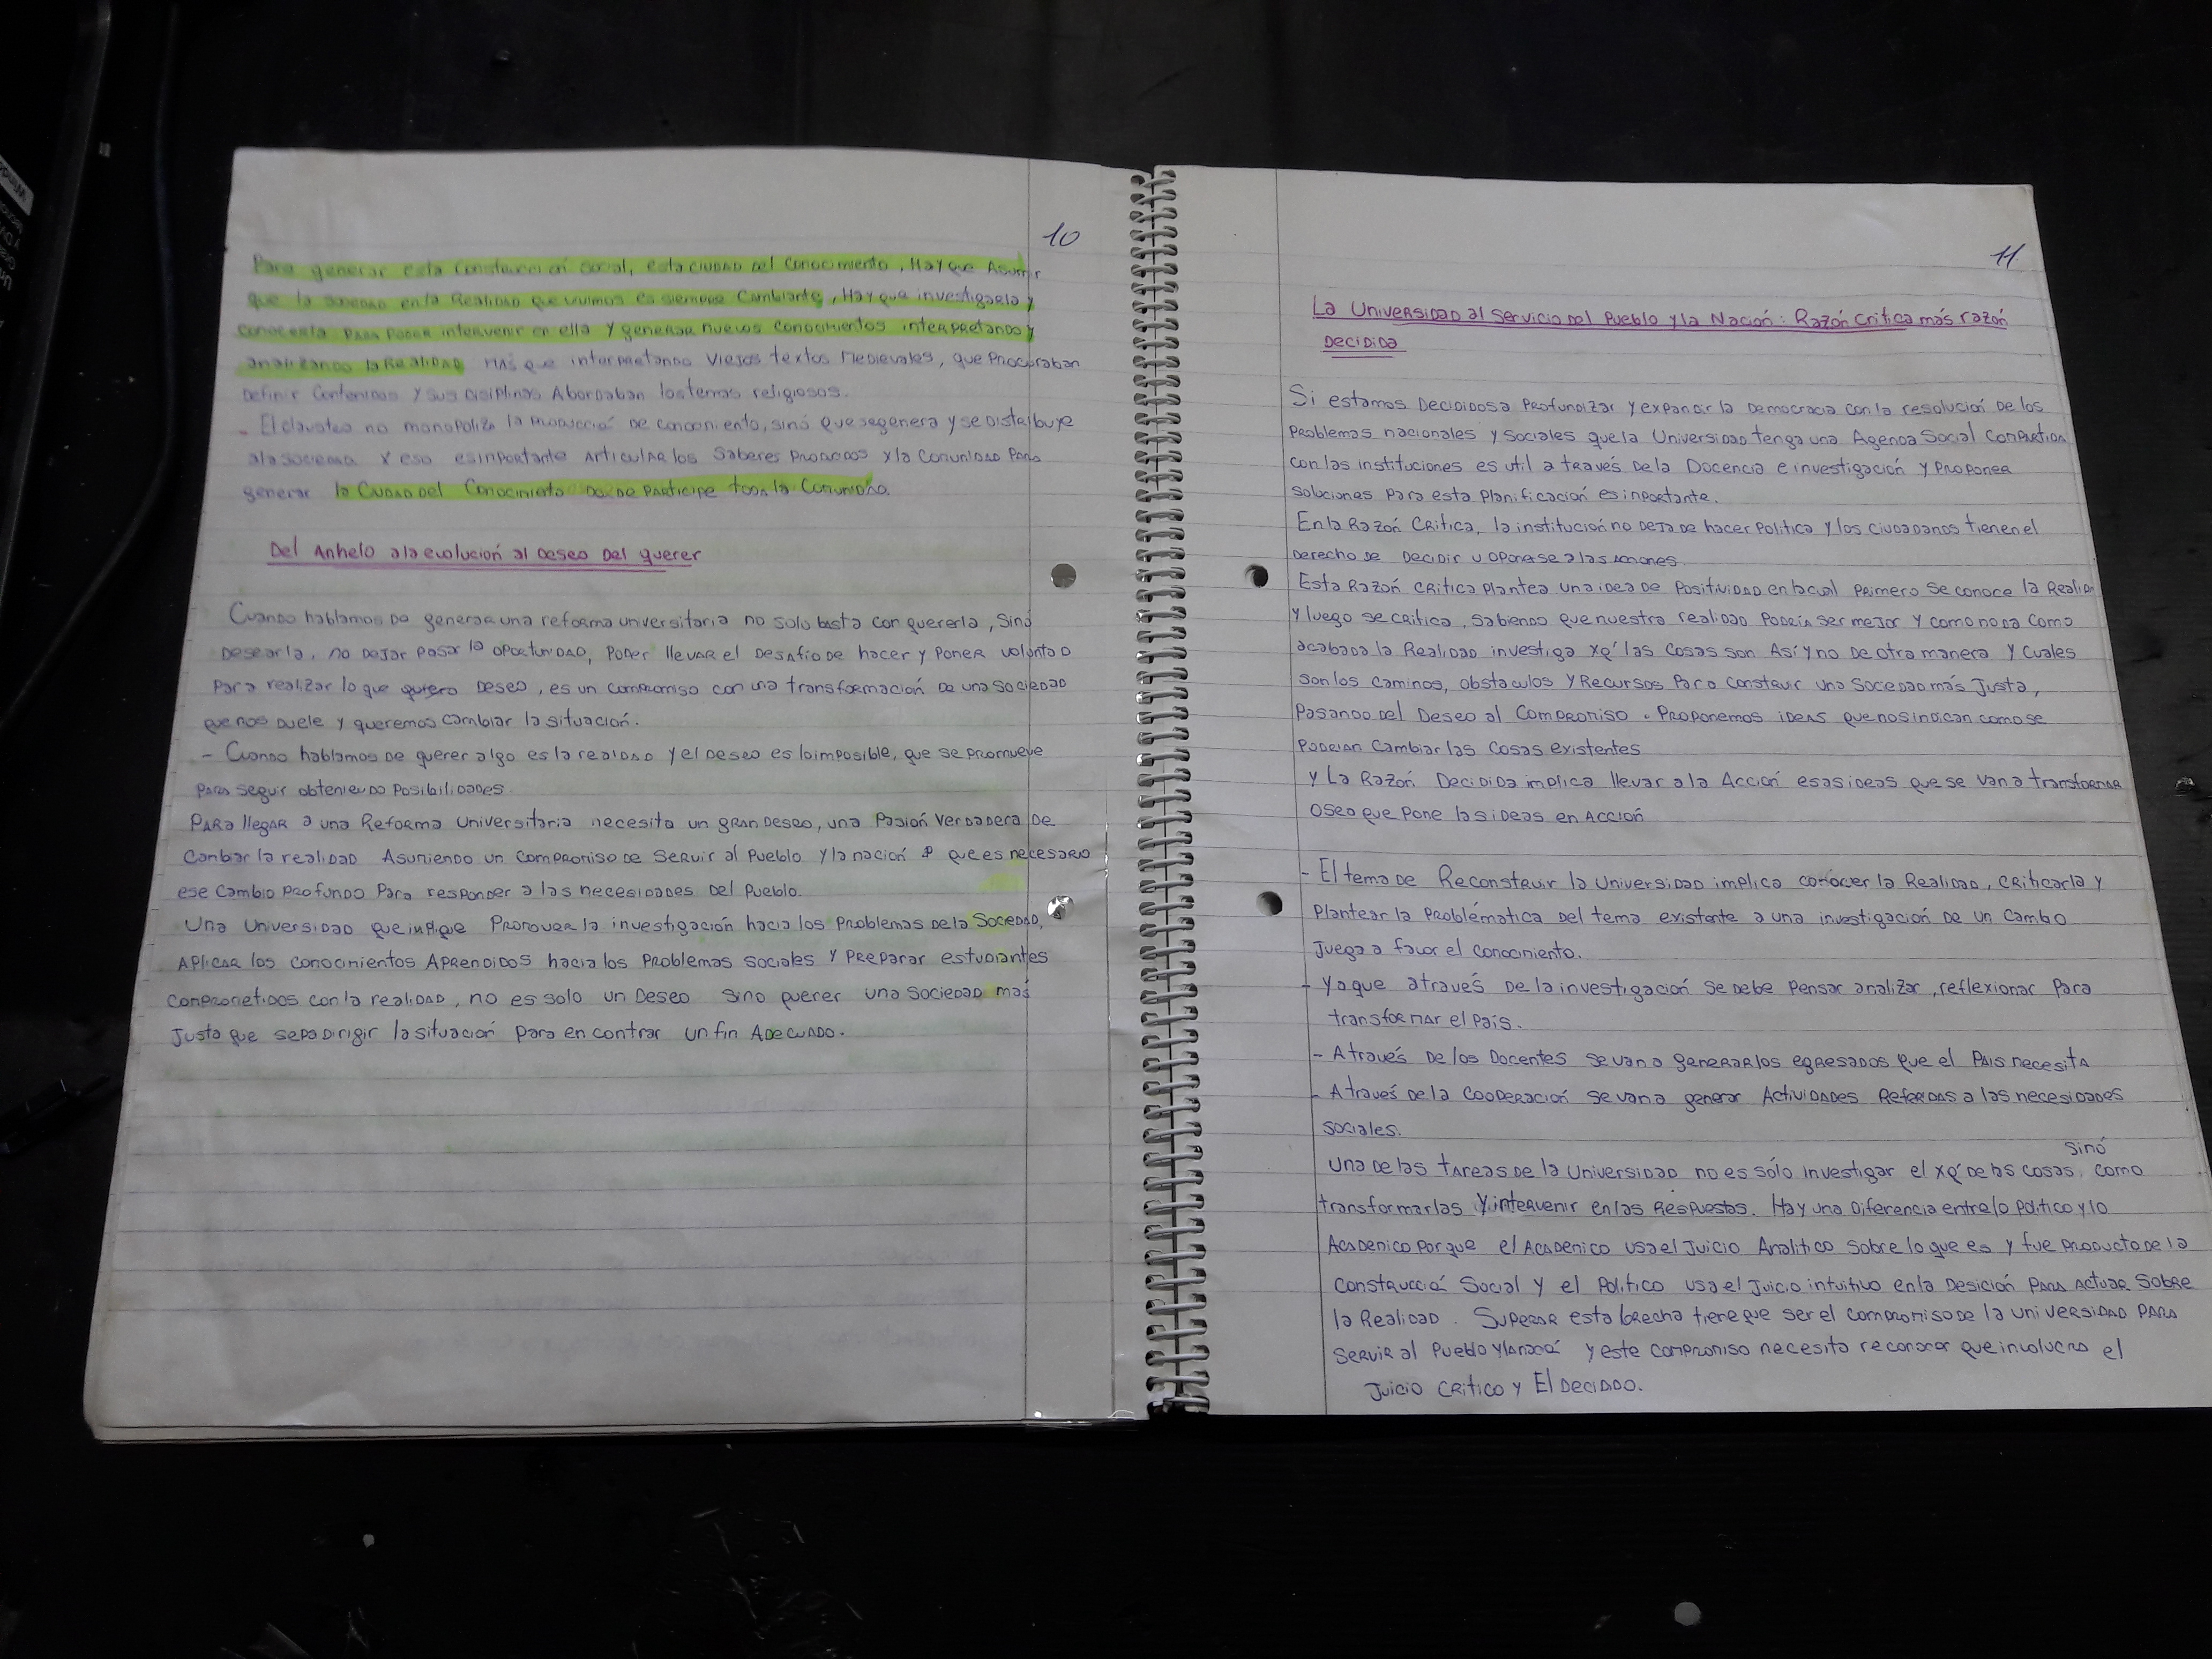 10
Para generar esta Construcción social, esta CIUDAD del Conocimiento, Hay que Asumir
que la sociedad en la Realidad que vivimos es siempre Cambiante, Hay que investigarla y
conocerla para poder intervenir en ella y generar nuevos conocimientos interpretando y
analizando la Realidad más que interpretando viejos textos Medievales, que Procuraban
definir Contenidos y sus disiplinas Abordaban los temas religiosos.
- El claustro no monopoliza la producción de conocimiento, sinó que se genera y se distribuye
a la sociedad y eso es inportante Articular los saberes producidos y la Comunidad para
generar la Ciudad del Conocimiento donde participe toda la Comunidad.
Del Anhelo a la evolución al deseo del querer
Cuando hablamos de generar una reforma universitaria no solo basta con quererla, Sinó
desearla, no dejar pasar la oportunidad, poder llevar el desafío de hacer y poner voluntad
para realizar lo que quiero deseo, es un compromiso con una transformación de una sociedad
que nos duele y queremos cambiar la situación.
- Cuando hablamos de querer algo es la realidad y el deseo es lo imposible, que se promueve
para seguir obteniendo posibilidades.
Para llegar a una Reforma Universitaria necesito un gran deseo, una Pasión Verdadera de
Cambiar la realidad Asumiendo un compromiso de servir al Pueblo y la nación que es necesario
ese Cambio profundo para responder a las necesidades del pueblo.
Una Universidad que inplique Promover la investigación hacia los problemas de la Sociedad,
Aplicar los conocimientos Aprendidos hacia los problemas sociales y preparar estudiantes
comprometidos con la realidad, no es solo un deseo sino querer una sociedad más
Justa que sepa dirigir la situación para encontrar un fin Adecuado.
11
La Universidad al Servicio del Pueblo y la Nación: Razón Critica más razón
Decidida
Si estamos decididos a profundizar y expandir la democracia con la resolución de los
problemas nacionales y sociales que la Universidad tenga una Agenda Social compartida
con las instituciones es util a través de la Docencia e investigación y proponer
soluciones para esta planificación es inportante.
En la Razón Critica, la institución no deja de hacer politica y los ciudadanos tienen el
derecho de decidir u oponerse a las acciones.
Esta Razón Critica plantea una idea de positividad en la cual primero se conoce la Realidad
y luego se critica, sabiendo que nuestra realidad podría ser mejor y como no da como
acabada la Realidad investiga xq' las cosas son Así y no de otra manera y cuales
son los caminos, obstaculos y Recursos para construir una sociedad más Justa,
pasando del Deseo al Compromiso. Proponemos ideas que nos indican como se
podrian cambiar las cosas existentes
y La Razón Decidida implica llevar a la Acción esas ideas que se van a transformar
Osea que pone las ideas en Acción
- El tema de Reconstruir la Universidad implica conocer la Realidad, criticarla y
plantear la problématica del tema existente a una investigación de un cambio
Juega a favor el conocimiento.
- Ya que através de la investigación se debe pensar analizar, reflexionar para
transformar el país.
- Através de los Docentes se van a generar los egresados que el pais necesita
- Através de la Cooperación se van a generar Actividades Referidas a las necesidades
sociales.
sinó
Una de las tareas de la Universidad no es sólo investigar el xq' de las cosas, como
transformarlas y intervenir en las Respuestas. Hay una diferencia entre lo político y lo
Academico porque el Academico usa el Juicio Analitico sobre lo que es y fue producto de la
Construcció Social y el Politico usa el Juicio intuitivo en la desición para actuar sobre
la Realidad. Superar esta brecha tiene que ser el compromiso de la universidad para
servir al Pueblo y la nació y este compromiso necesita reconocer que involucra el
Juicio Critico y El Decidido.